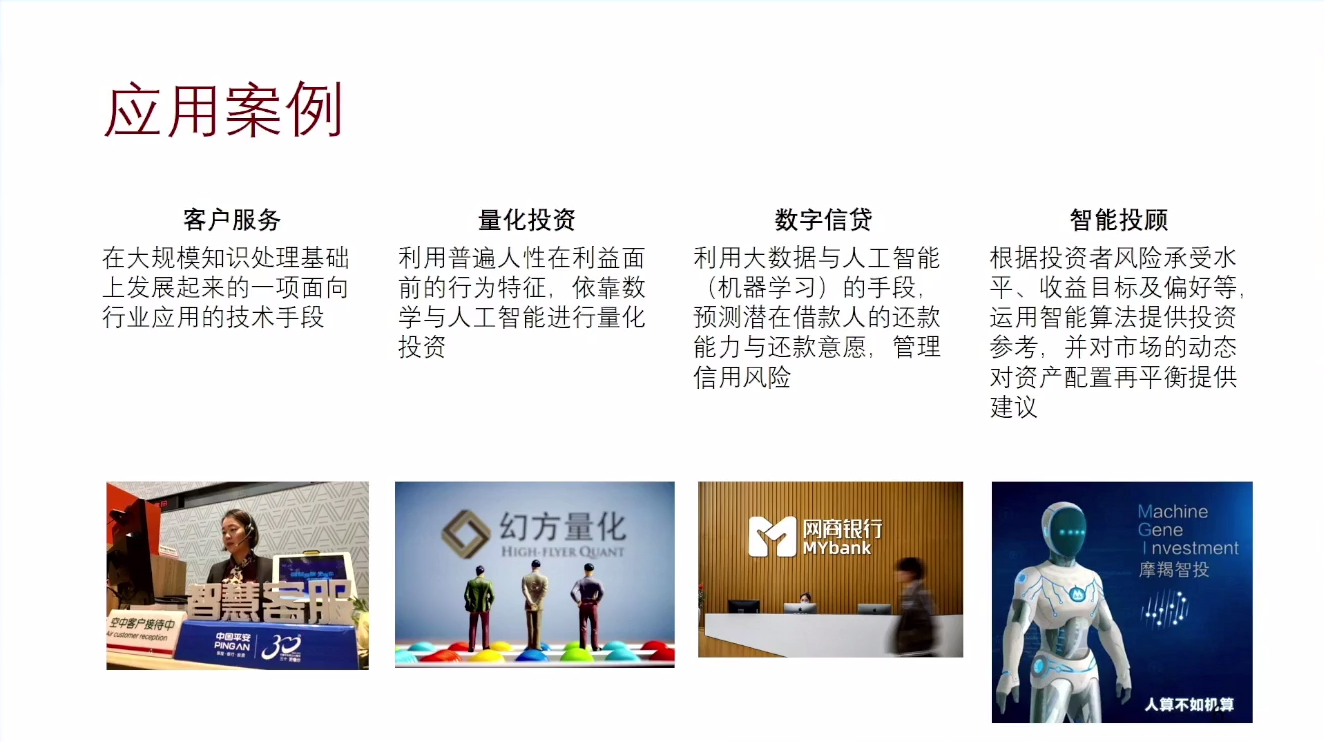 应用案例
客户服务
在大规模知识处理基础
上发展起来的一项面向
行业应用的技术手段
量化投资
利用普遍人性在利益面
前的行为特征，依靠数
学与人工智能进行量化
投资
数字信贷
利用大数据与人工智能
（机器学习）的手段，
预测潜在借款人的还款
能力与还款意愿，管理
信用风险
智能投顾
根据投资者风险承受水
平、收益目标及偏好等，
运用智能算法提供投资
参考，并对市场的动态
对资产配置再平衡提供
建议
智慧客服
空中客户接待中
Air customer reception
中国平安
PING AN
30
幻方量化
HIGH-FLYER QUANT
网商银行
MYbank
Machine
Gene
Investment
摩羯智投
人算不如机算